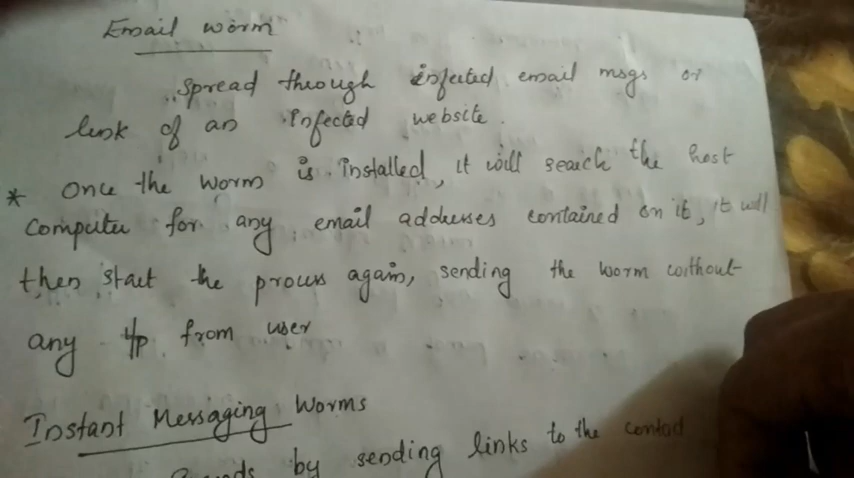 Email worm
Spread through infected email msgs or
link of an infected website.
* Once the worm is installed, it will search the host
computer for any email addresses contained on it, it will
then start the process again, sending the worm without
any i/p from user
Instant Messaging Worms
by sending links to the contact